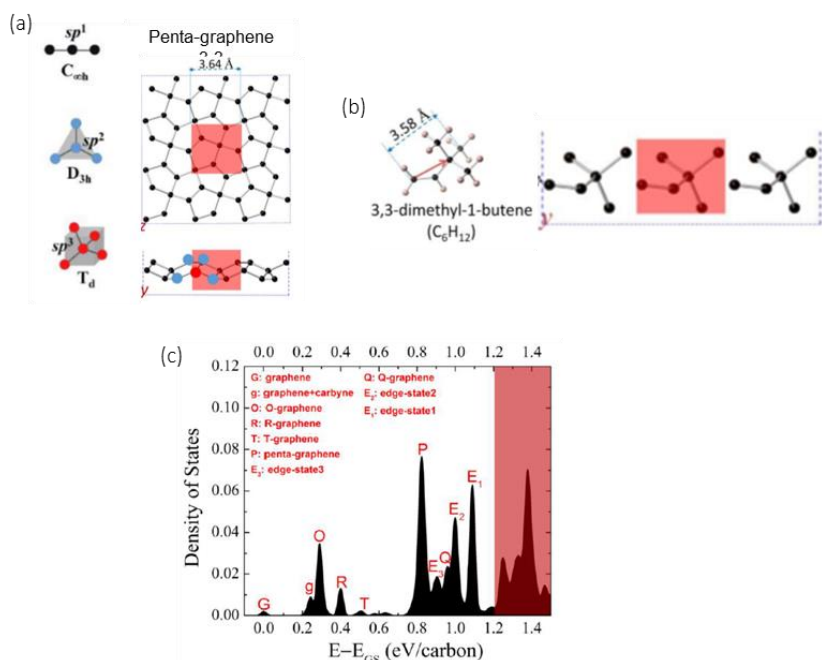 (a)
sp¹
C∞h
sp²
D3h
sp³
Td
Penta-graphene
3.64 Å
z
y
(b)
3.58 Å
3,3-dimethyl-1-butene
(C₆H₁₂)
y
(c)
0.0 0.2 0.4 0.6 0.8 1.0 1.2 1.4
0.12
0.10
0.08
0.06
0.04
0.02
0.00
Density of States
G: graphene
g: graphene+carbyne
O: O-graphene
R: R-graphene
T: T-graphene
P: penta-graphene
E₃: edge-state3
Q: Q-graphene
E₂: edge-state2
E₁: edge-state1
G
g
O
R
T
P
E₃
Q
E₂
E₁
0.0 0.2 0.4 0.6 0.8 1.0 1.2 1.4
E−EGS (eV/carbon)